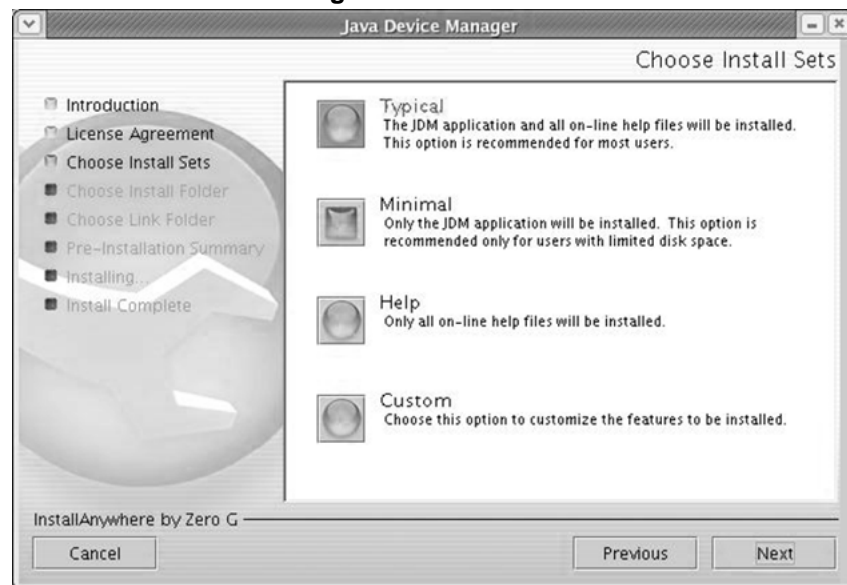 Java Device Manager
Choose Install Sets
Introduction
License Agreement
Choose Install Sets
Choose Install Folder
Choose Link Folder
Pre-Installation Summary
Installing...
Install Complete
Typical
The JDM application and all on-line help files will be installed.
This option is recommended for most users.
Minimal
Only the JDM application will be installed. This option is
recommended only for users with limited disk space.
Help
Only all on-line help files will be installed.
Custom
Choose this option to customize the features to be installed.
InstallAnywhere by Zero G
Cancel
Previous
Next